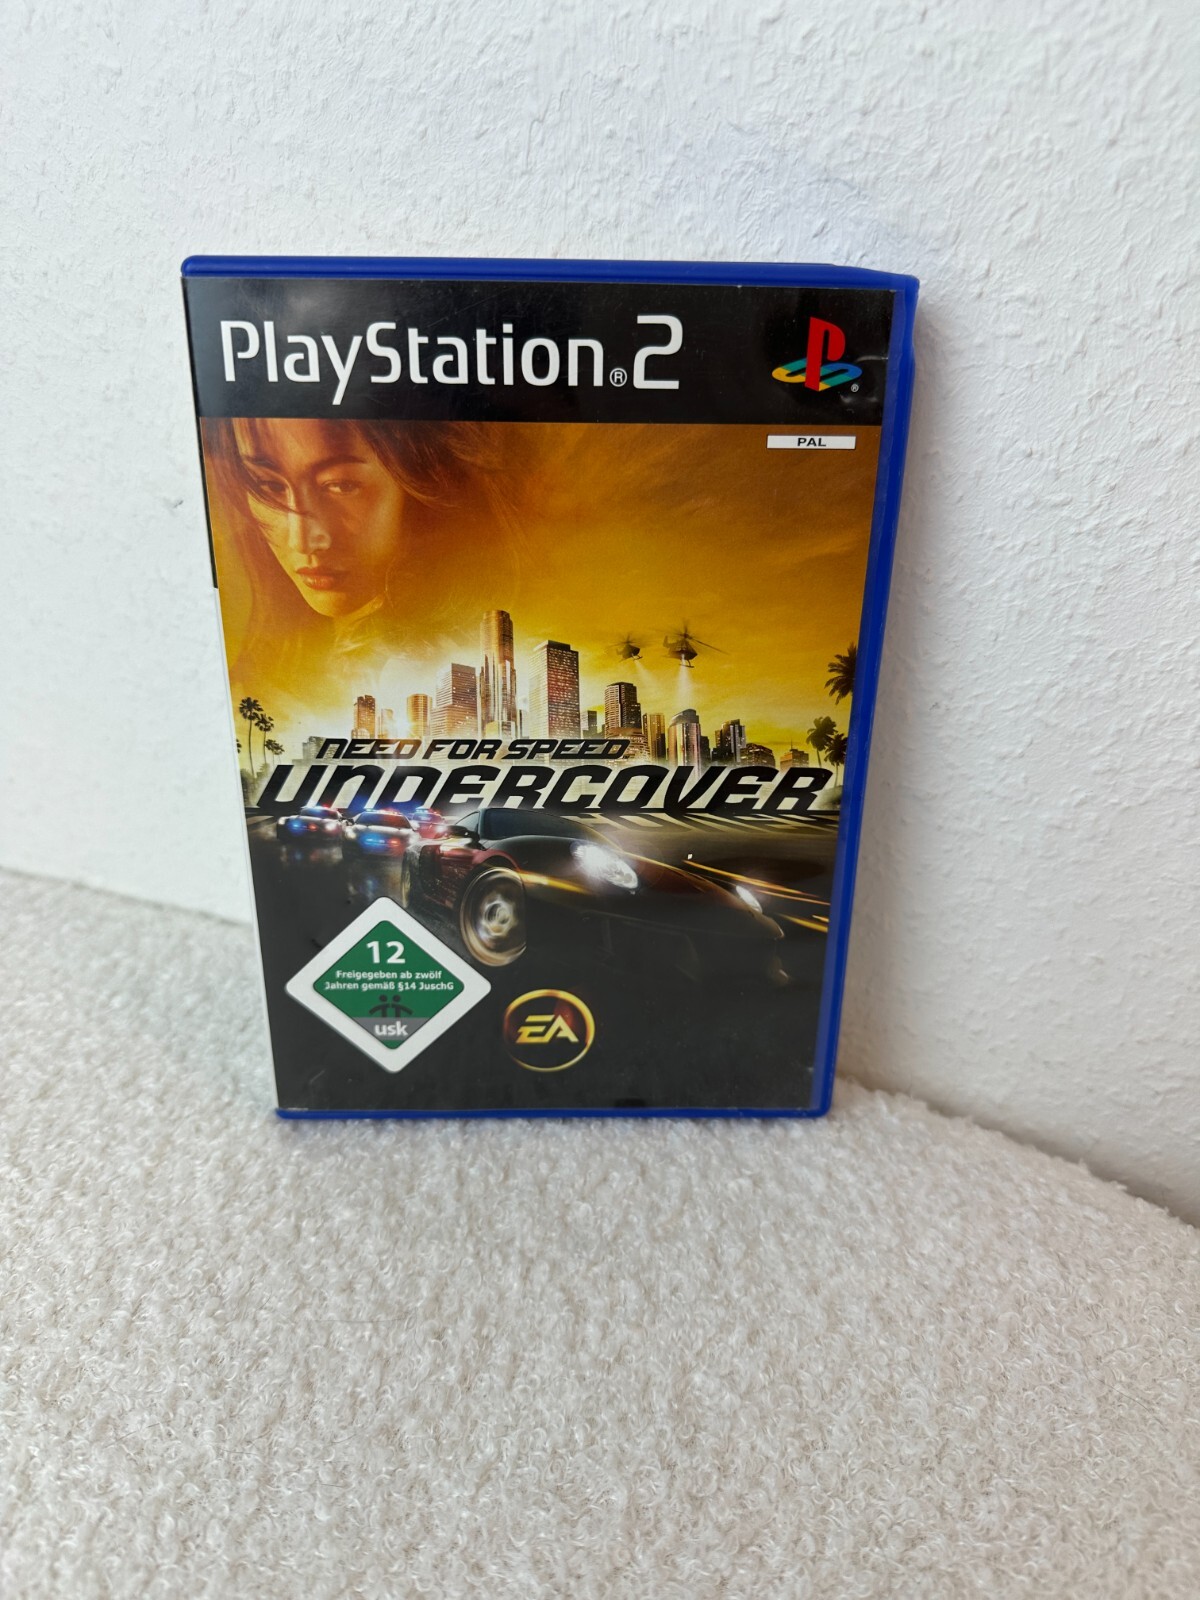 PlayStation®2
PAL
NEED FOR SPEED
UNDERCOVER
12
Freigegeben ab zwölf
Jahren gemäß §14 JuschG
usk
EA